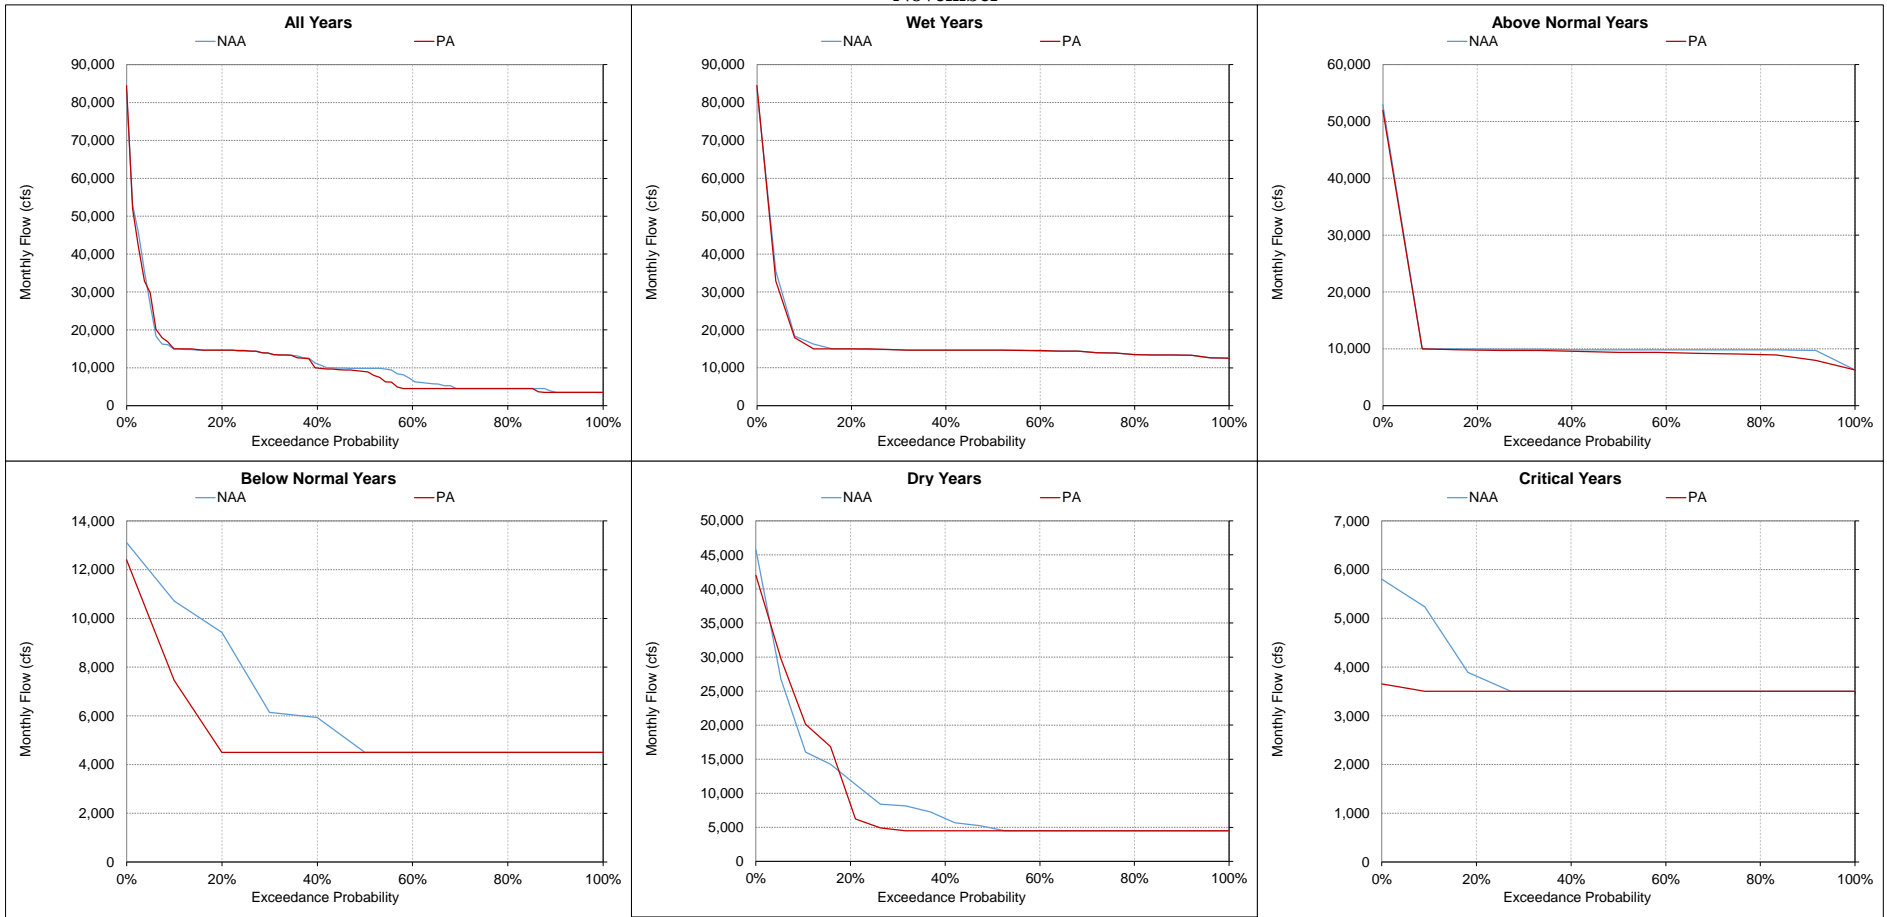 All Years
NAA PA
90,000
80,000
70,000
60,000
50,000
40,000
30,000
20,000
10,000
0
Monthly Flow (cfs)
0% 20% 40% 60% 80% 100%
Exceedance Probability
Wet Years
NAA PA
90,000
80,000
70,000
60,000
50,000
40,000
30,000
20,000
10,000
0
Monthly Flow (cfs)
0% 20% 40% 60% 80% 100%
Exceedance Probability
Above Normal Years
NAA PA
60,000
50,000
40,000
30,000
20,000
10,000
0
Monthly Flow (cfs)
0% 20% 40% 60% 80% 100%
Exceedance Probability
Below Normal Years
NAA PA
14,000
12,000
10,000
8,000
6,000
4,000
2,000
0
Monthly Flow (cfs)
0% 20% 40% 60% 80% 100%
Exceedance Probability
Dry Years
NAA PA
50,000
45,000
40,000
35,000
30,000
25,000
20,000
15,000
10,000
5,000
0
Monthly Flow (cfs)
0% 20% 40% 60% 80% 100%
Exceedance Probability
Critical Years
NAA PA
7,000
6,000
5,000
4,000
3,000
2,000
1,000
0
Monthly Flow (cfs)
0% 20% 40% 60% 80% 100%
Exceedance Probability